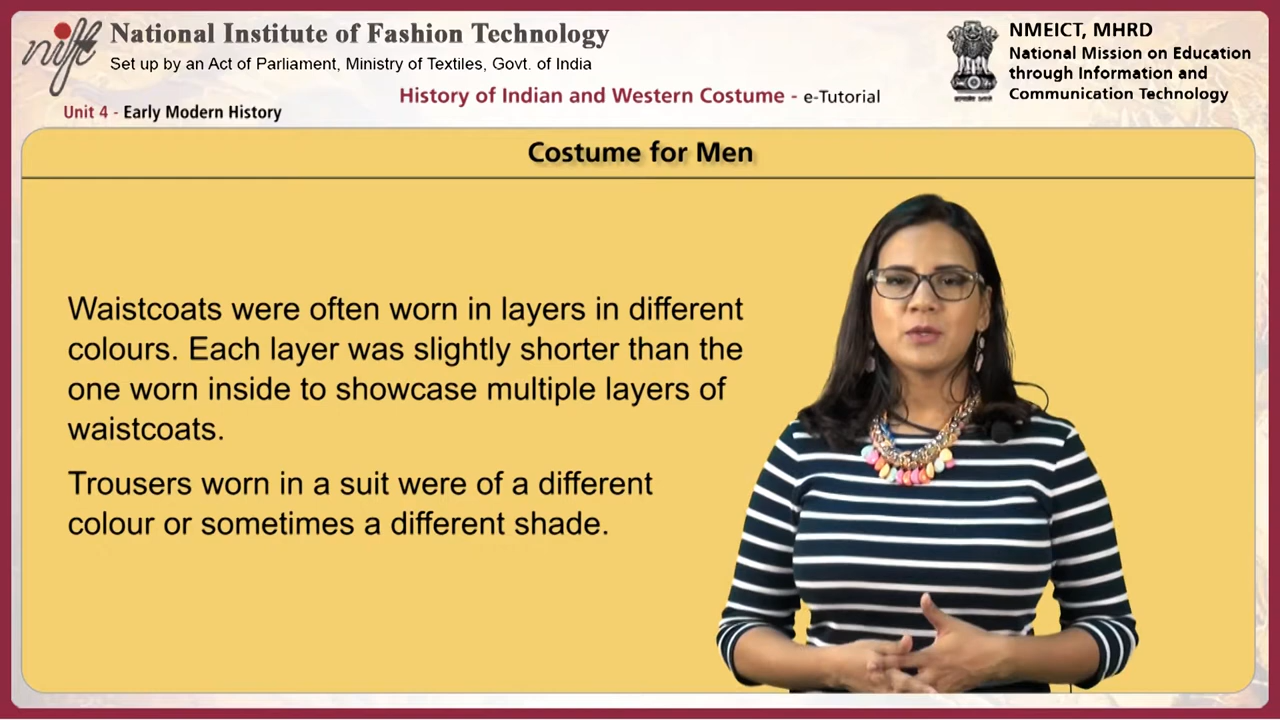 nift
National Institute of Fashion Technology
Set up by an Act of Parliament, Ministry of Textiles, Govt. of India
History of Indian and Western Costume - e-Tutorial
Unit 4 - Early Modern History
NMEICT, MHRD
National Mission on Education
through Information and
Communication Technology
Costume for Men
Waistcoats were often worn in layers in different
colours. Each layer was slightly shorter than the
one worn inside to showcase multiple layers of
waistcoats.
Trousers worn in a suit were of a different
colour or sometimes a different shade.